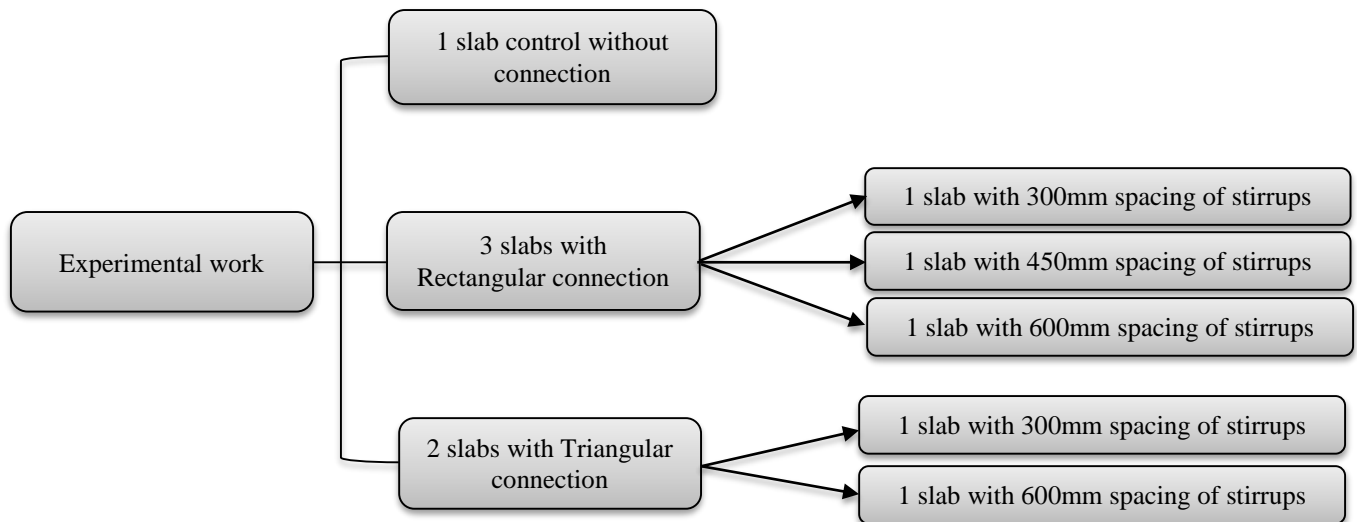 1 slab control without
connection
1 slab with 300mm spacing of stirrups
Experimental work
3 slabs with
Rectangular connection
1 slab with 450mm spacing of stirrups
1 slab with 600mm spacing of stirrups
2 slabs with Triangular
connection
1 slab with 300mm spacing of stirrups
1 slab with 600mm spacing of stirrups